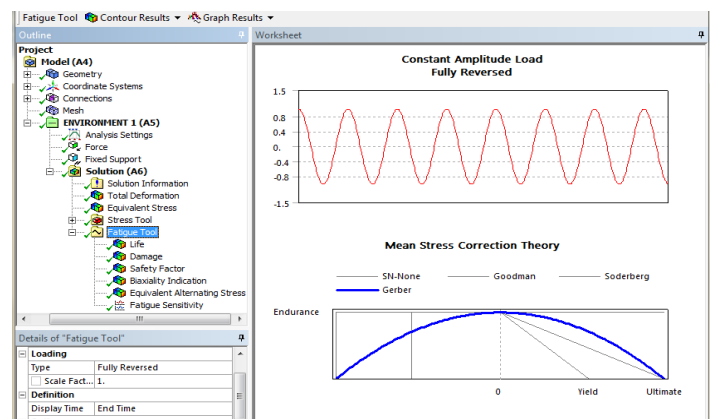 Fatigue Tool Contour Results Graph Results
Outline
Project
Model (A4)
Geometry
Coordinate Systems
Connections
Mesh
ENVIRONMENT 1 (A5)
Analysis Settings
Force
Fixed Support
Solution (A6)
Solution Information
Total Deformation
Equivalent Stress
Stress Tool
Fatigue Tool
Life
Damage
Safety Factor
Biaxiality Indication
Equivalent Alternating Stress
Fatigue Sensitivity
Details of "Fatigue Tool"
Loading
Type Fully Reversed
Scale Fact... 1.
Definition
Display Time End Time
Worksheet
Constant Amplitude Load
Fully Reversed
1.5
0.8
0.4
0.
-0.4
-0.8
-1.5
Mean Stress Correction Theory
SN-None Goodman Soderberg
Gerber
Endurance
0 Yield Ultimate